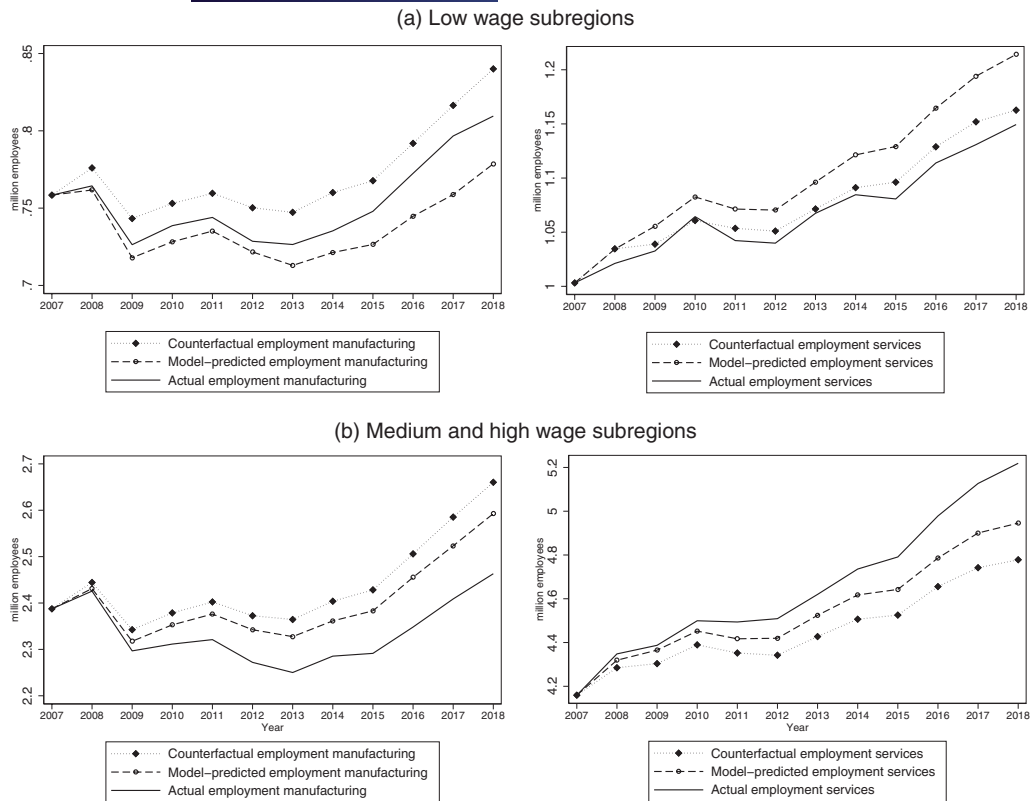 (a) Low wage subregions
million employees
.85
.8
.75
.7
2007 2008 2009 2010 2011 2012 2013 2014 2015 2016 2017 2018
Counterfactual employment manufacturing
Model−predicted employment manufacturing
Actual employment manufacturing
million employees
1.2
1.15
1.1
1.05
1
2007 2008 2009 2010 2011 2012 2013 2014 2015 2016 2017 2018
Counterfactual employment services
Model−predicted employment services
Actual employment services
(b) Medium and high wage subregions
million employees
2.7
2.6
2.5
2.4
2.3
2.2
2007 2008 2009 2010 2011 2012 2013 2014 2015 2016 2017 2018
Year
Counterfactual employment manufacturing
Model−predicted employment manufacturing
Actual employment manufacturing
million employees
5.2
5
4.8
4.6
4.4
4.2
2007 2008 2009 2010 2011 2012 2013 2014 2015 2016 2017 2018
Year
Counterfactual employment services
Model−predicted employment services
Actual employment services